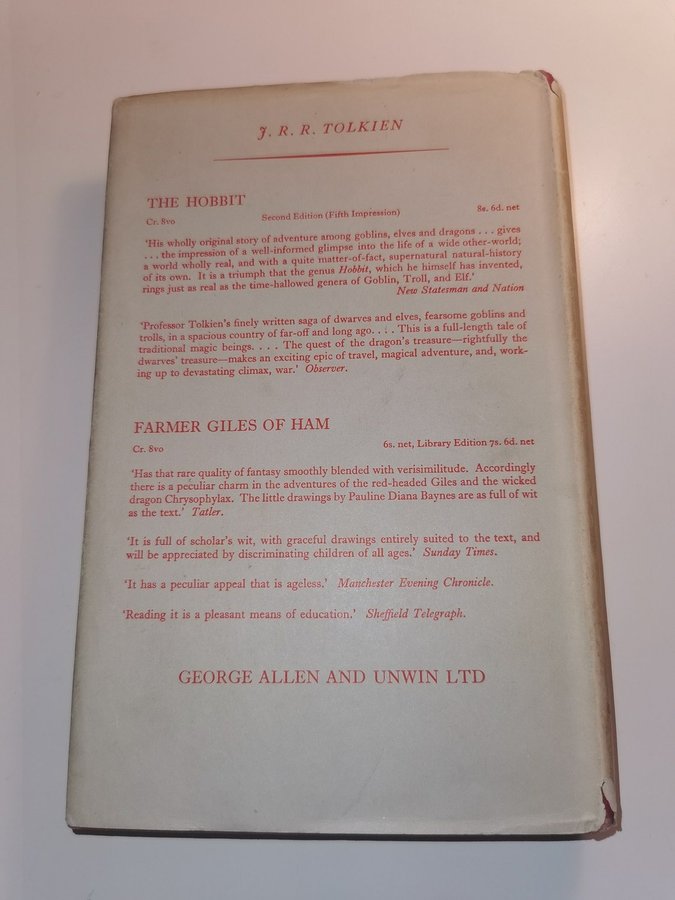 J. R. R. TOLKIEN
THE HOBBIT
Cr. 8vo Second Edition (Fifth Impression) 8s. 6d. net
‘His wholly original story of adventure among goblins, elves and dragons . . . gives
. . . the impression of a well-informed glimpse into the life of a wide other-world;
a world wholly real, and with a quite matter-of-fact, supernatural natural-history
of its own. It is a triumph that the genus Hobbit, which he himself has invented,
rings just as real as the time-hallowed genera of Goblin, Troll, and Elf.’
New Statesman and Nation
‘Professor Tolkien’s finely written saga of dwarves and elves, fearsome goblins and
trolls, in a spacious country of far-off and long ago. . . . This is a full-length tale of
traditional magic beings. . . . The quest of the dragon’s treasure—rightfully the
dwarves’ treasure—makes an exciting epic of travel, magical adventure, and, work-
ing up to devastating climax, war.’ Observer.
FARMER GILES OF HAM
Cr. 8vo 6s. net, Library Edition 7s. 6d. net
‘Has that rare quality of fantasy smoothly blended with verisimilitude. Accordingly
there is a peculiar charm in the adventures of the red-headed Giles and the wicked
dragon Chrysophylax. The little drawings by Pauline Diana Baynes are as full of wit
as the text.’ Tatler.
‘It is full of scholar’s wit, with graceful drawings entirely suited to the text, and
will be appreciated by discriminating children of all ages.’ Sunday Times.
‘It has a peculiar appeal that is ageless.’ Manchester Evening Chronicle.
‘Reading it is a pleasant means of education.’ Sheffield Telegraph.
GEORGE ALLEN AND UNWIN LTD